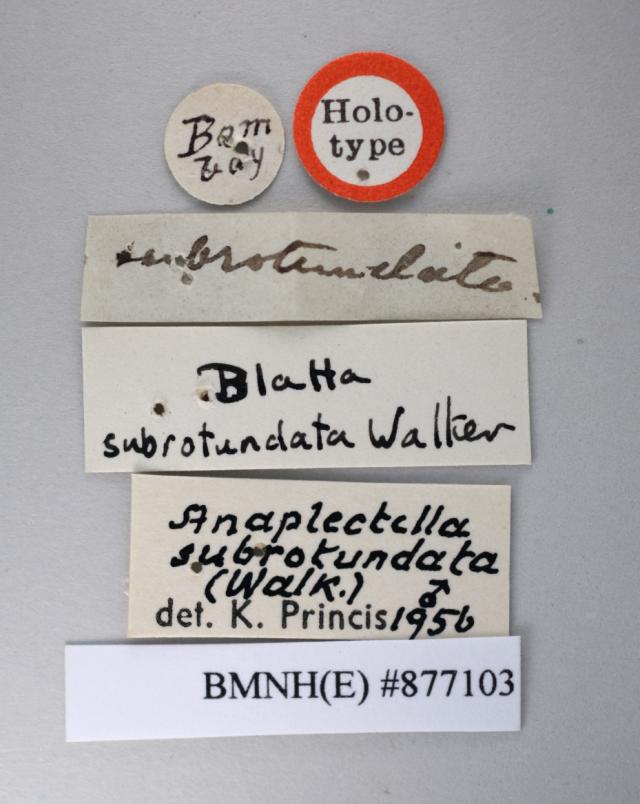 Bom
bay
Holo-
type
subrotundata.
Blatta
subrotundata Walker
Anaplectella
subrotundata
(Walk.) ♂
det. K. Princis 1956
BMNH(E) #877103